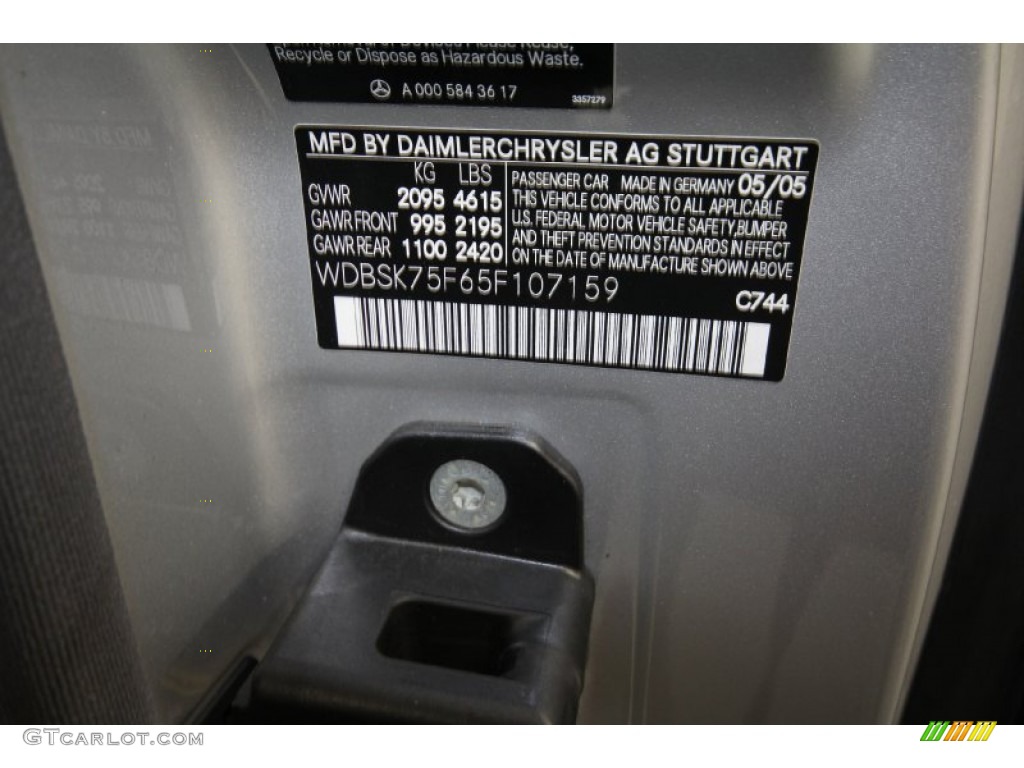 Recycle or Dispose as Hazardous Waste.
A 000 584 36 17
3357279
MFD BY DAIMLERCHRYSLER AG STUTTGART
KG LBS
GVWR 2095 4615
GAWR FRONT 995 2195
GAWR REAR 1100 2420
PASSENGER CAR MADE IN GERMANY 05/05
THIS VEHICLE CONFORMS TO ALL APPLICABLE
U.S. FEDERAL MOTOR VEHICLE SAFETY,BUMPER
AND THEFT PREVENTION STANDARDS IN EFFECT
ON THE DATE OF MANUFACTURE SHOWN ABOVE
WDBSK75F65F107159
C744
GTCARLOT.COM